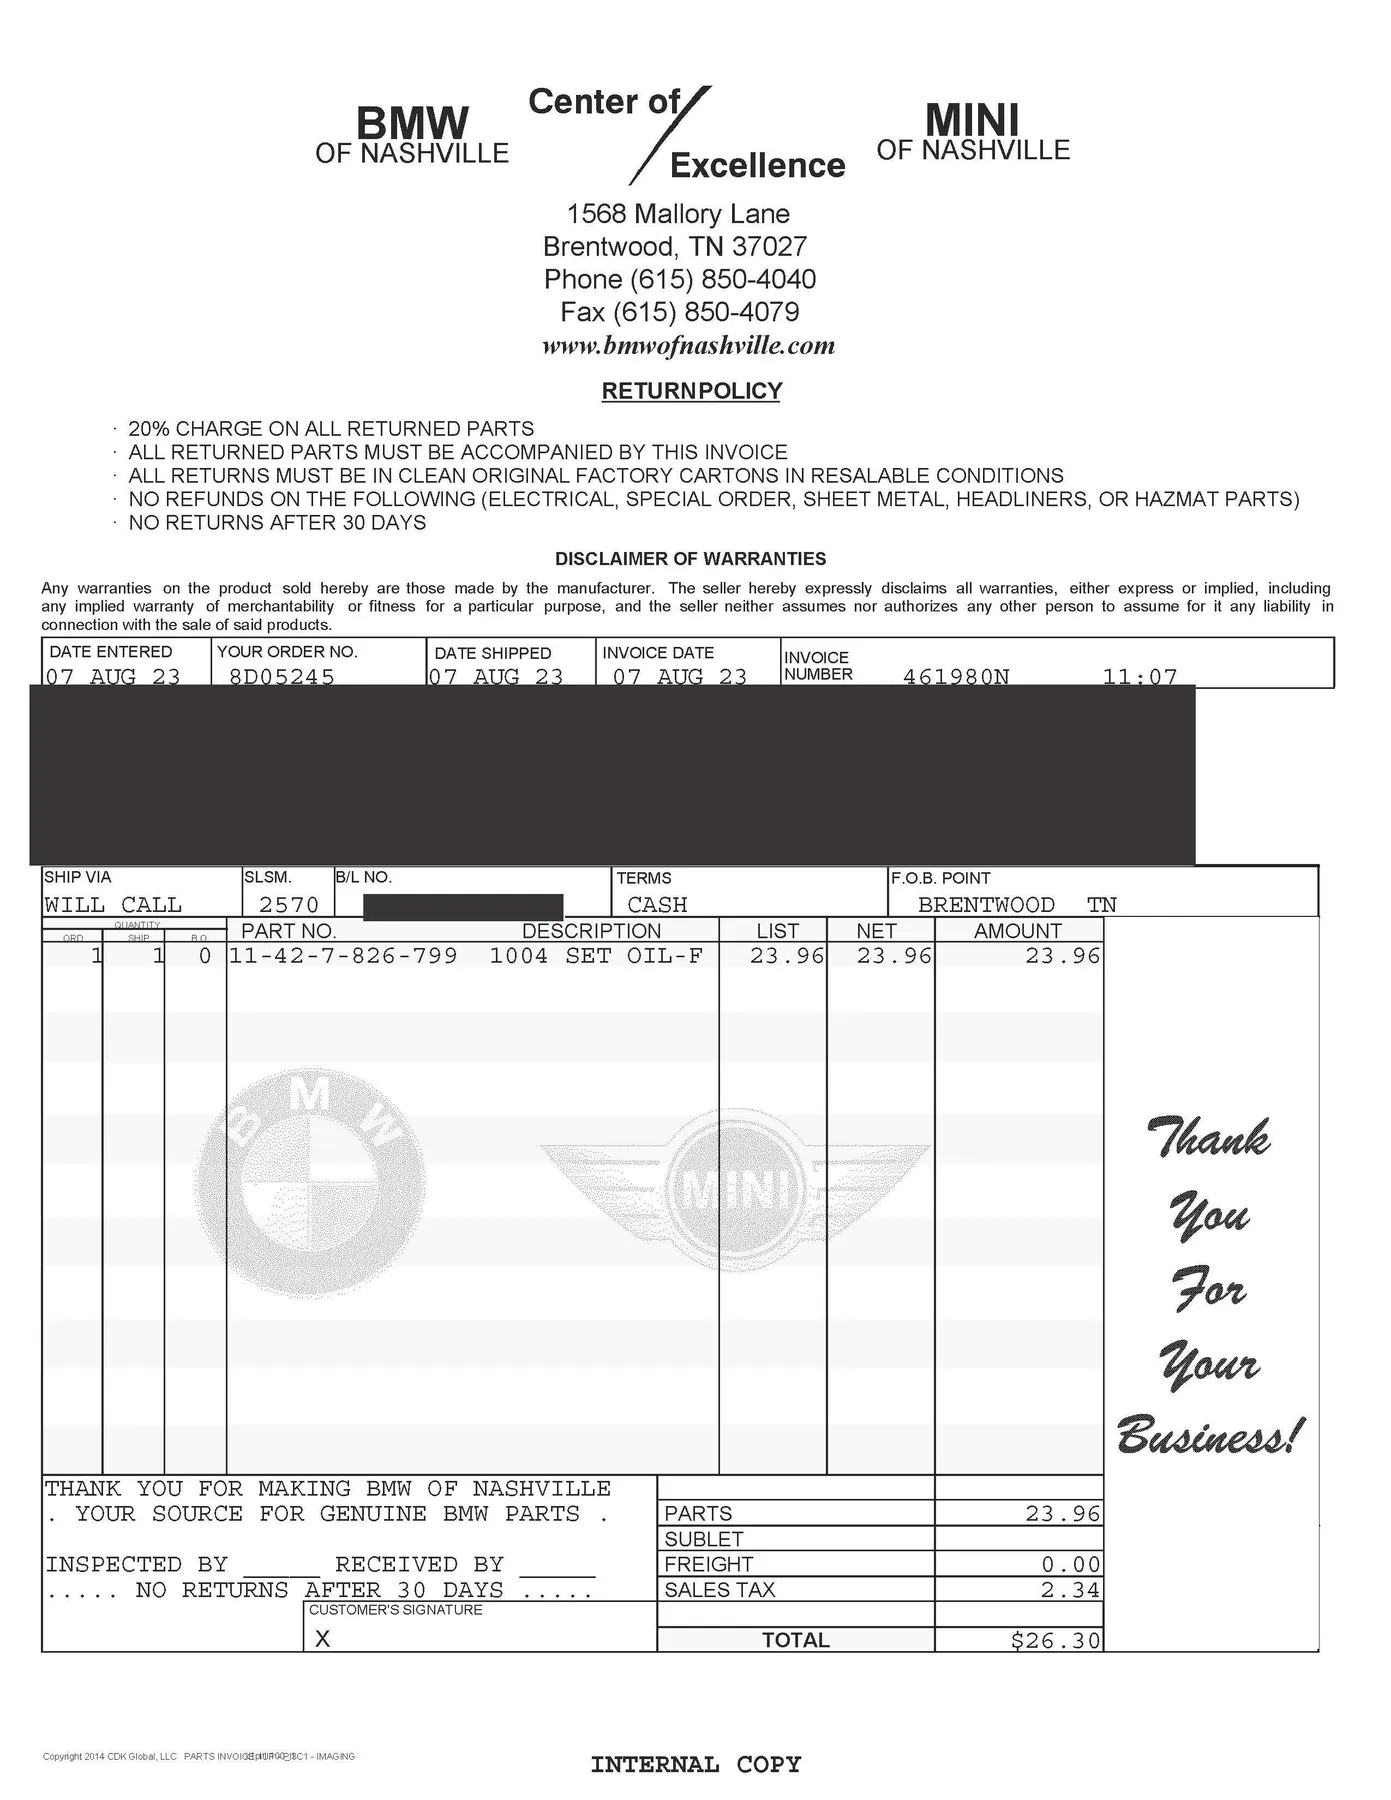 BMW
OF NASHVILLE
Center of
Excellence
MINI
OF NASHVILLE
1568 Mallory Lane
Brentwood, TN 37027
Phone (615) 850-4040
Fax (615) 850-4079
www.bmwofnashville.com
RETURN POLICY
· 20% CHARGE ON ALL RETURNED PARTS
· ALL RETURNED PARTS MUST BE ACCOMPANIED BY THIS INVOICE
· ALL RETURNS MUST BE IN CLEAN ORIGINAL FACTORY CARTONS IN RESALABLE CONDITIONS
· NO REFUNDS ON THE FOLLOWING (ELECTRICAL, SPECIAL ORDER, SHEET METAL, HEADLINERS, OR HAZMAT PARTS)
· NO RETURNS AFTER 30 DAYS
DISCLAIMER OF WARRANTIES
Any warranties on the product sold hereby are those made by the manufacturer. The seller hereby expressly disclaims all warranties, either express or implied, including
any implied warranty of merchantability or fitness for a particular purpose, and the seller neither assumes nor authorizes any other person to assume for it any liability in
connection with the sale of said products.
DATE ENTERED YOUR ORDER NO. DATE SHIPPED INVOICE DATE INVOICE NUMBER
07 AUG 23 8D05245 07 AUG 23 07 AUG 23 461980N 11:07
SHIP VIA SLSM. B/L NO. TERMS F.O.B. POINT
WILL CALL 2570 CASH BRENTWOOD TN
QUANTITY
ORD SHIP B.O. PART NO. DESCRIPTION LIST NET AMOUNT
1 1 0 11-42-7-826-799 1004 SET OIL-F 23.96 23.96 23.96
BMW
MINI
Thank
You
For
Your
Business!
THANK YOU FOR MAKING BMW OF NASHVILLE
. YOUR SOURCE FOR GENUINE BMW PARTS .
INSPECTED BY _____ RECEIVED BY _____
..... NO RETURNS AFTER 30 DAYS .....
CUSTOMER'S SIGNATURE
X
PARTS 23.96
SUBLET
FREIGHT 0.00
SALES TAX 2.34
TOTAL $26.30
Copyright 2014 CDK Global, LLC PARTS INVOICE - IMAGING
INTERNAL COPY